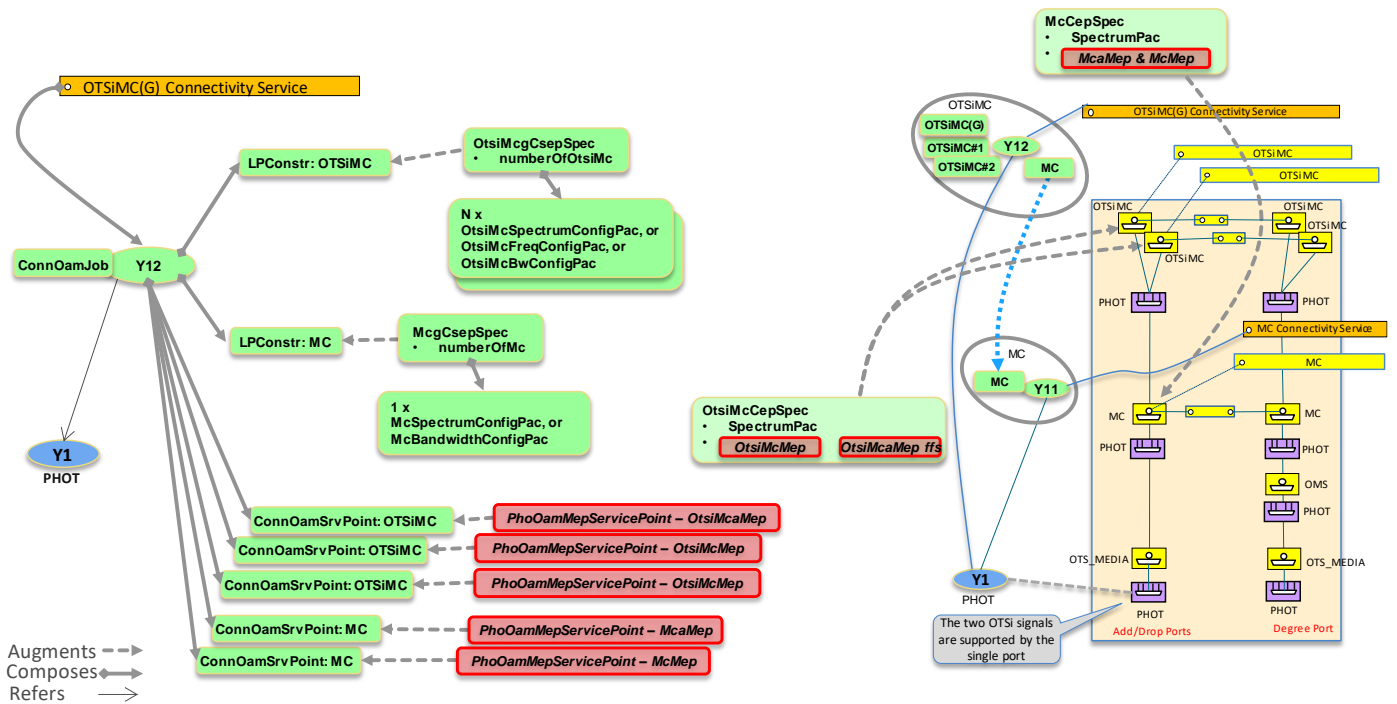 OTSiMC(G) Connectivity Service
LPConstr: OTSiMC
OtsiMcgCsepSpec
• numberOfOtsiMc
N x
OtsiMcSpectrumConfigPac, or
OtsiMcFreqConfigPac, or
OtsiMcBwConfigPac
ConnOamJob
Y12
LPConstr: MC
McgCsepSpec
• numberOfMc
1 x
McSpectrumConfigPac, or
McBandwidthConfigPac
Y1
PHOT
ConnOamSrvPoint: OTSiMC
PhoOamMepServicePoint – OtsiMcaMep
ConnOamSrvPoint: OTSiMC
PhoOamMepServicePoint – OtsiMcMep
ConnOamSrvPoint: OTSiMC
PhoOamMepServicePoint – OtsiMcMep
ConnOamSrvPoint: MC
PhoOamMepServicePoint – McaMep
ConnOamSrvPoint: MC
PhoOamMepServicePoint – McMep
Augments
Composes
Refers
McCepSpec
• SpectrumPac
• McaMep & McMep
OTSiMC
OTSiMC(G)
OTSiMC#1
OTSiMC#2
Y12
MC
OTSiMC(G) Connectivity Service
OTSiMC
OTSiMC
OTSiMC
OTSiMC
OTSiMC
OTSiMC
PHOT
PHOT
MC Connectivity Service
MC
MC
MC
Y11
MC
MC
PHOT
PHOT
OtsiMcCepSpec
• SpectrumPac
• OtsiMcMep
OtsiMcaMep ffs
OMS
PHOT
OTS_MEDIA
OTS_MEDIA
Y1
PHOT
PHOT
PHOT
The two OTSi signals
are supported by the
single port
Add/Drop Ports
Degree Port